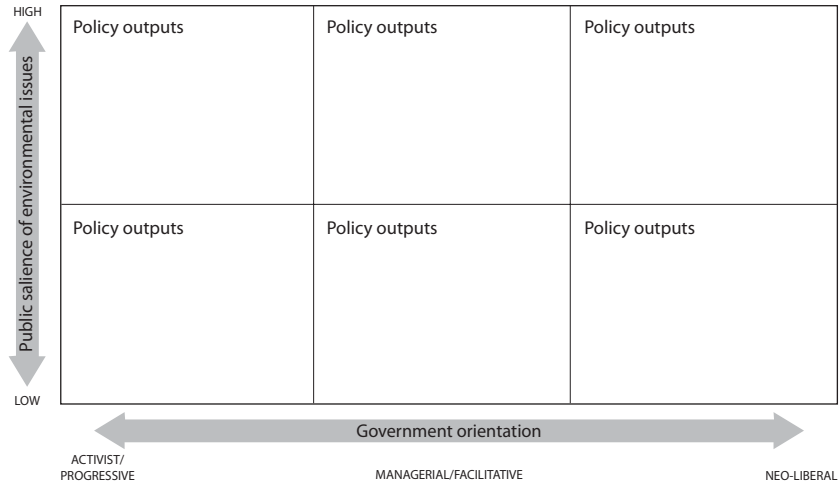 HIGH
Public salience of environmental issues
LOW
Policy outputs
Policy outputs
Policy outputs
Policy outputs
Policy outputs
Policy outputs
Government orientation
ACTIVIST/
PROGRESSIVE
MANAGERIAL/FACILITATIVE
NEO-LIBERAL